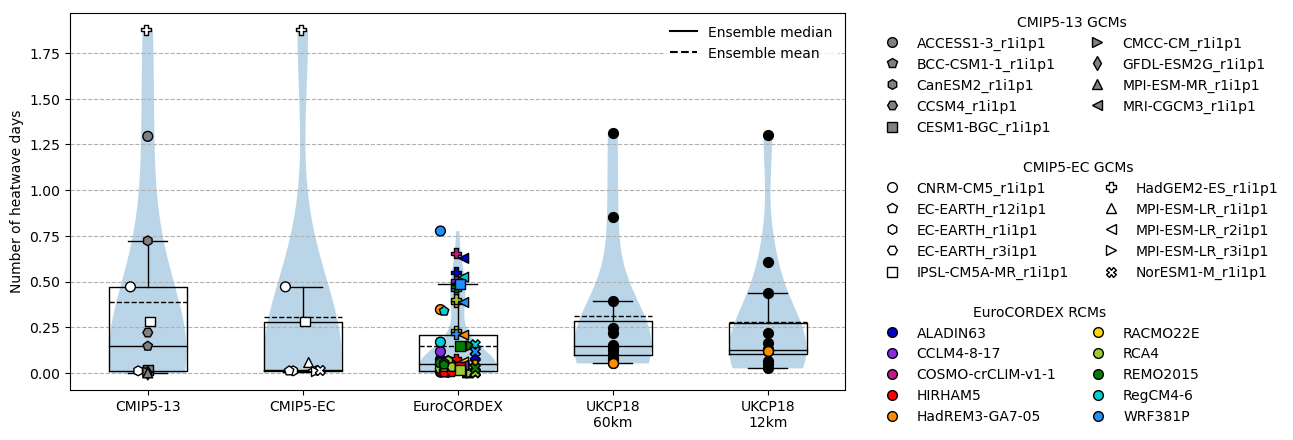 Number of heatwave days
1.75
1.50
1.25
1.00
0.75
0.50
0.25
0.00
Ensemble median
Ensemble mean
CMIP5-13
CMIP5-EC
EuroCORDEX
UKCP18
60km
UKCP18
12km
CMIP5-13 GCMs
ACCESS1-3_r1i1p1
BCC-CSM1-1_r1i1p1
CanESM2_r1i1p1
CCSM4_r1i1p1
CESM1-BGC_r1i1p1
CMCC-CM_r1i1p1
GFDL-ESM2G_r1i1p1
MPI-ESM-MR_r1i1p1
MRI-CGCM3_r1i1p1
CMIP5-EC GCMs
CNRM-CM5_r1i1p1
EC-EARTH_r12i1p1
EC-EARTH_r1i1p1
EC-EARTH_r3i1p1
IPSL-CM5A-MR_r1i1p1
HadGEM2-ES_r1i1p1
MPI-ESM-LR_r1i1p1
MPI-ESM-LR_r2i1p1
MPI-ESM-LR_r3i1p1
NorESM1-M_r1i1p1
EuroCORDEX RCMs
ALADIN63
CCLM4-8-17
COSMO-crCLIM-v1-1
HIRHAM5
HadREM3-GA7-05
RACMO22E
RCA4
REMO2015
RegCM4-6
WRF381P